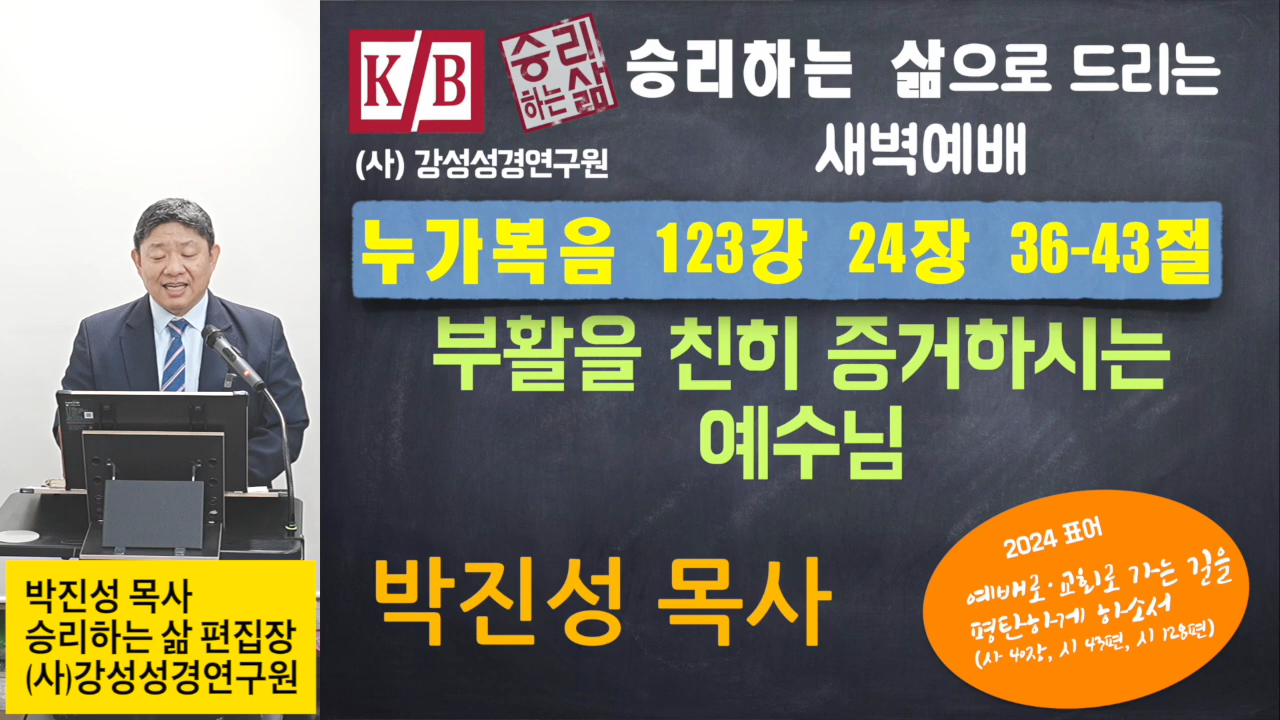 K/B
승리
하는 삶
승리하는 삶으로 드리는
새벽예배
(사) 강성성경연구원
누가복음 123강 24장 36-43절
부활을 친히 증거하시는
예수님
박진성 목사
2024 표어
예배로·교회로 가는 길을
평탄하게 하소서
(사 40장, 시 43편, 시 128편)
박진성 목사
승리하는 삶 편집장
(사)강성성경연구원